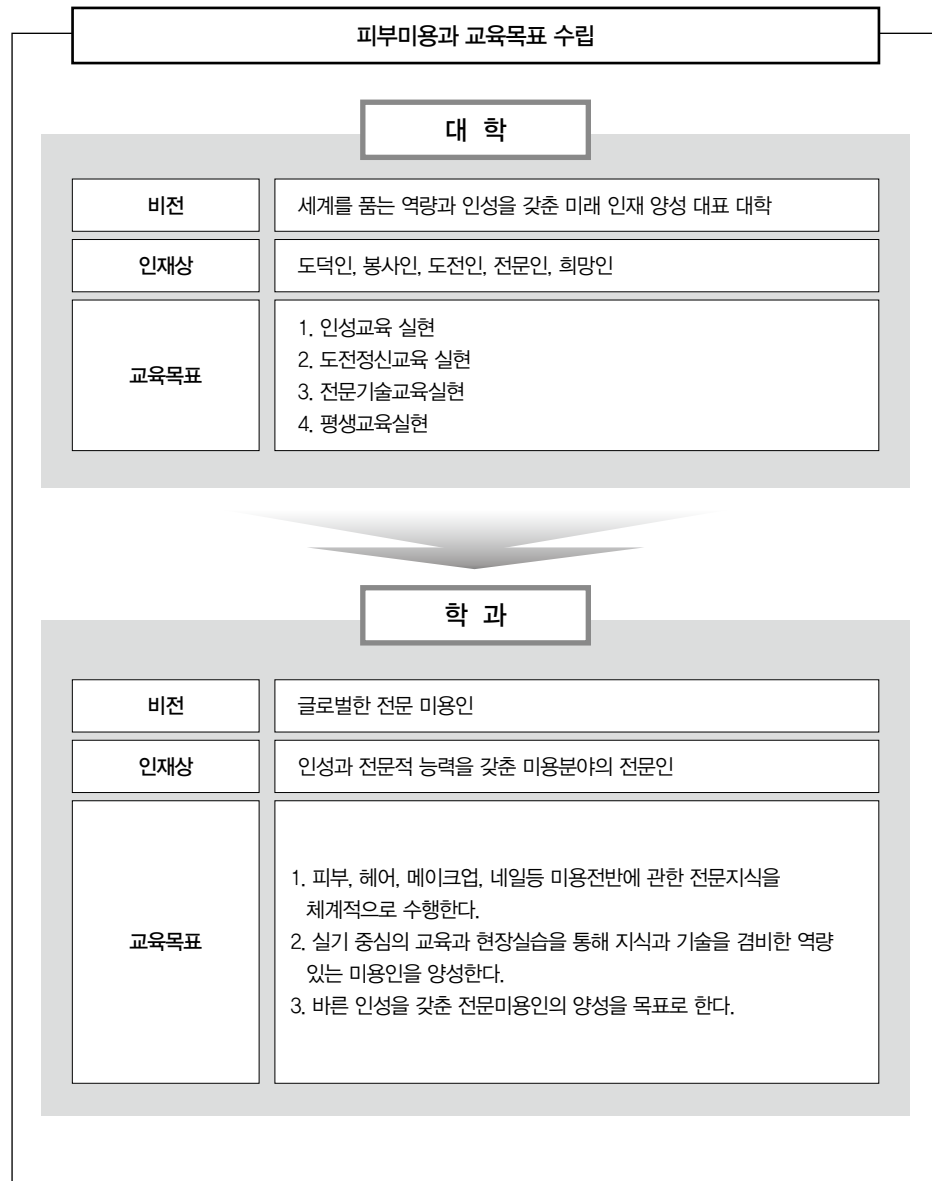 피부미용과 교육목표 수립
대 학
비전
세계를 품는 역량과 인성을 갖춘 미래 인재 양성 대표 대학
인재상
도덕인, 봉사인, 도전인, 전문인, 희망인
교육목표
1. 인성교육 실현
2. 도전정신교육 실현
3. 전문기술교육실현
4. 평생교육실현
학 과
비전
글로벌한 전문 미용인
인재상
인성과 전문적 능력을 갖춘 미용분야의 전문인
교육목표
1. 피부, 헤어, 메이크업, 네일등 미용전반에 관한 전문지식을
체계적으로 수행한다.
2. 실기 중심의 교육과 현장실습을 통해 지식과 기술을 겸비한 역량
있는 미용인을 양성한다.
3. 바른 인성을 갖춘 전문미용인의 양성을 목표로 한다.